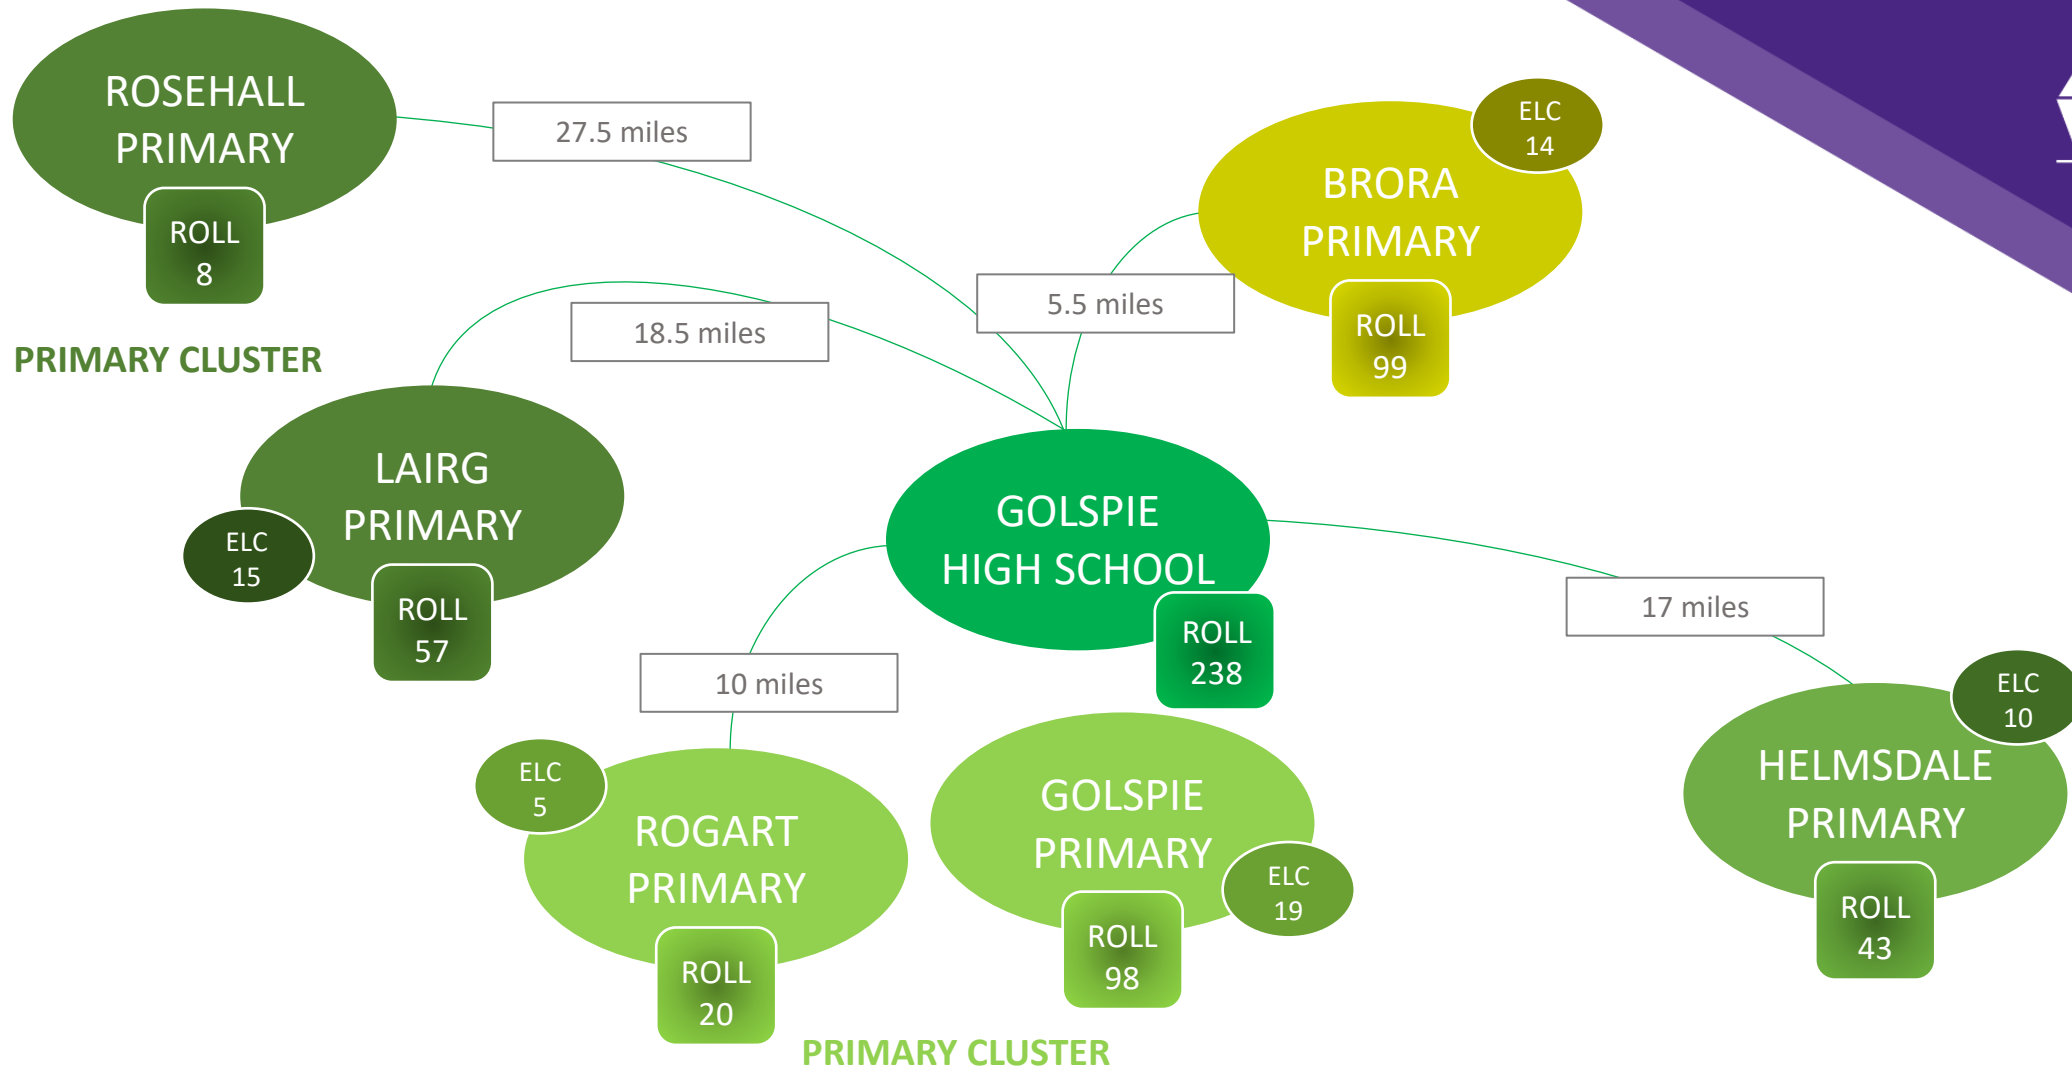 ROSEHALL
PRIMARY
ROLL
8
27.5 miles
ELC
14
BRORA
PRIMARY
ROLL
99
5.5 miles
18.5 miles
PRIMARY CLUSTER
LAIRG
PRIMARY
ELC
15
ROLL
57
GOLSPIE
HIGH SCHOOL
ROLL
238
17 miles
10 miles
ELC
10
HELMSDALE
PRIMARY
ROLL
43
ELC
5
ROGART
PRIMARY
ROLL
20
GOLSPIE
PRIMARY
ELC
19
ROLL
98
PRIMARY CLUSTER